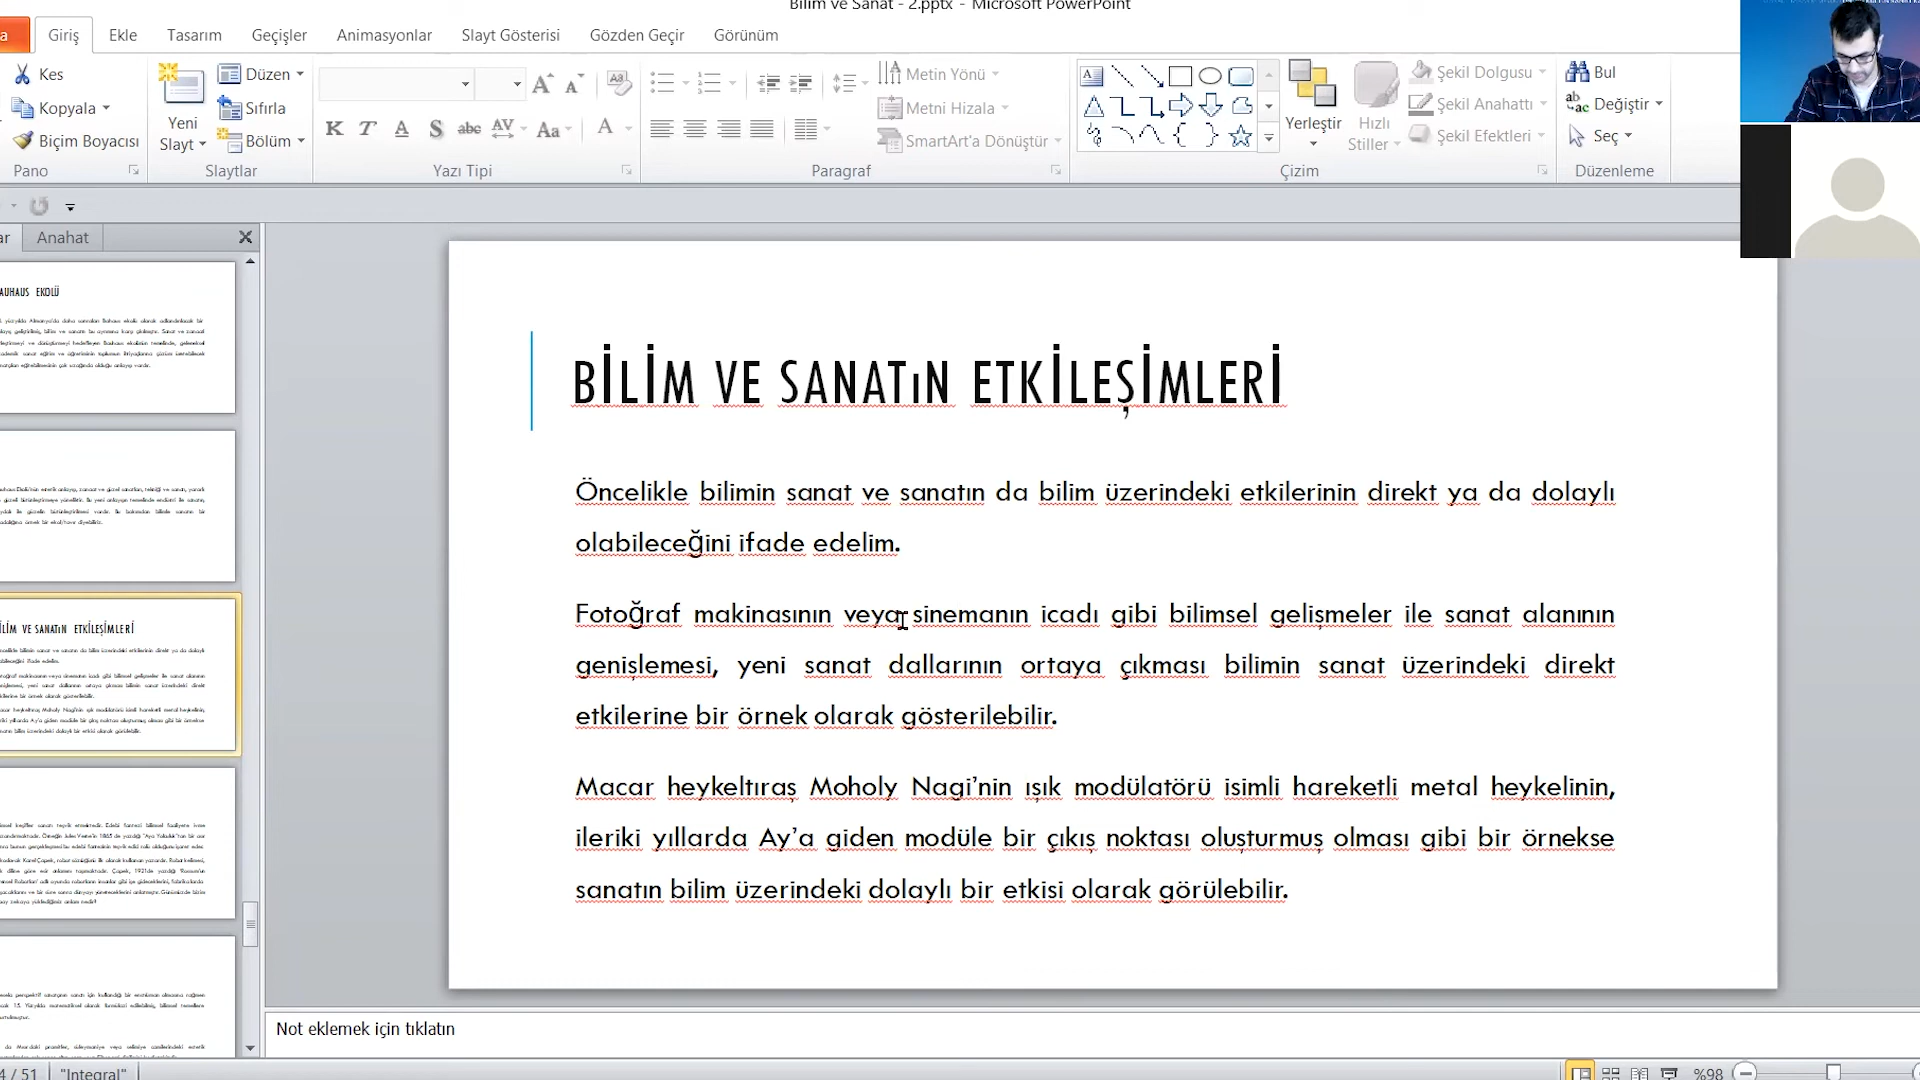 Bilim ve Sanat - 2.pptx - Microsoft PowerPoint
Giriş Ekle Tasarım Geçişler Animasyonlar Slayt Gösterisi Gözden Geçir Görünüm
Kes
Kopyala
Biçim Boyacısı
Pano
Yeni
Slayt
Düzen
Sıfırla
Bölüm
Slaytlar
K T A S abc AV Aa A
Yazı Tipi
Metin Yönü
Metni Hizala
SmartArt'a Dönüştür
Paragraf
Yerleştir
Hızlı
Stiller
Şekil Dolgusu
Şekil Anahattı
Şekil Efektleri
Çizim
Bul
Değiştir
Seç
Düzenleme
Anahat
BİLİM VE SANATıN ETKİLEŞİMLERİ
Öncelikle bilimin sanat ve sanatın da bilim üzerindeki etkilerinin direkt ya da dolaylı
olabileceğini ifade edelim.
Fotoğraf makinasının veya sinemanın icadı gibi bilimsel gelişmeler ile sanat alanının
genişlemesi, yeni sanat dallarının ortaya çıkması bilimin sanat üzerindeki direkt
etkilerine bir örnek olarak gösterilebilir.
Macar heykeltıraş Moholy Nagi'nin ışık modülatörü isimli hareketli metal heykelinin,
ileriki yıllarda Ay'a giden modüle bir çıkış noktası oluşturmuş olması gibi bir örnekse
sanatın bilim üzerindeki dolaylı bir etkisi olarak görülebilir.
Not eklemek için tıklatın
4 / 51 "Integral" %98